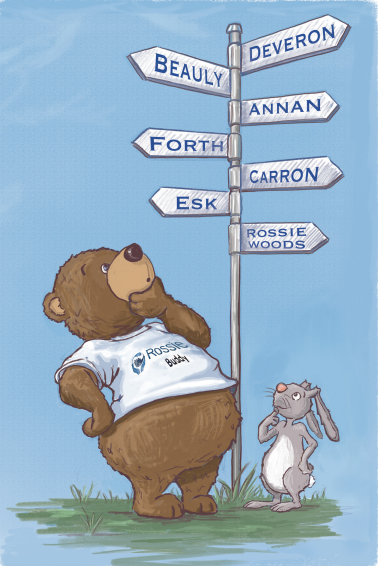 DEVERON
BEAULY
ANNAN
FORTH
CARRON
ESK
ROSSIE
WOODS
Rossie
Buddy